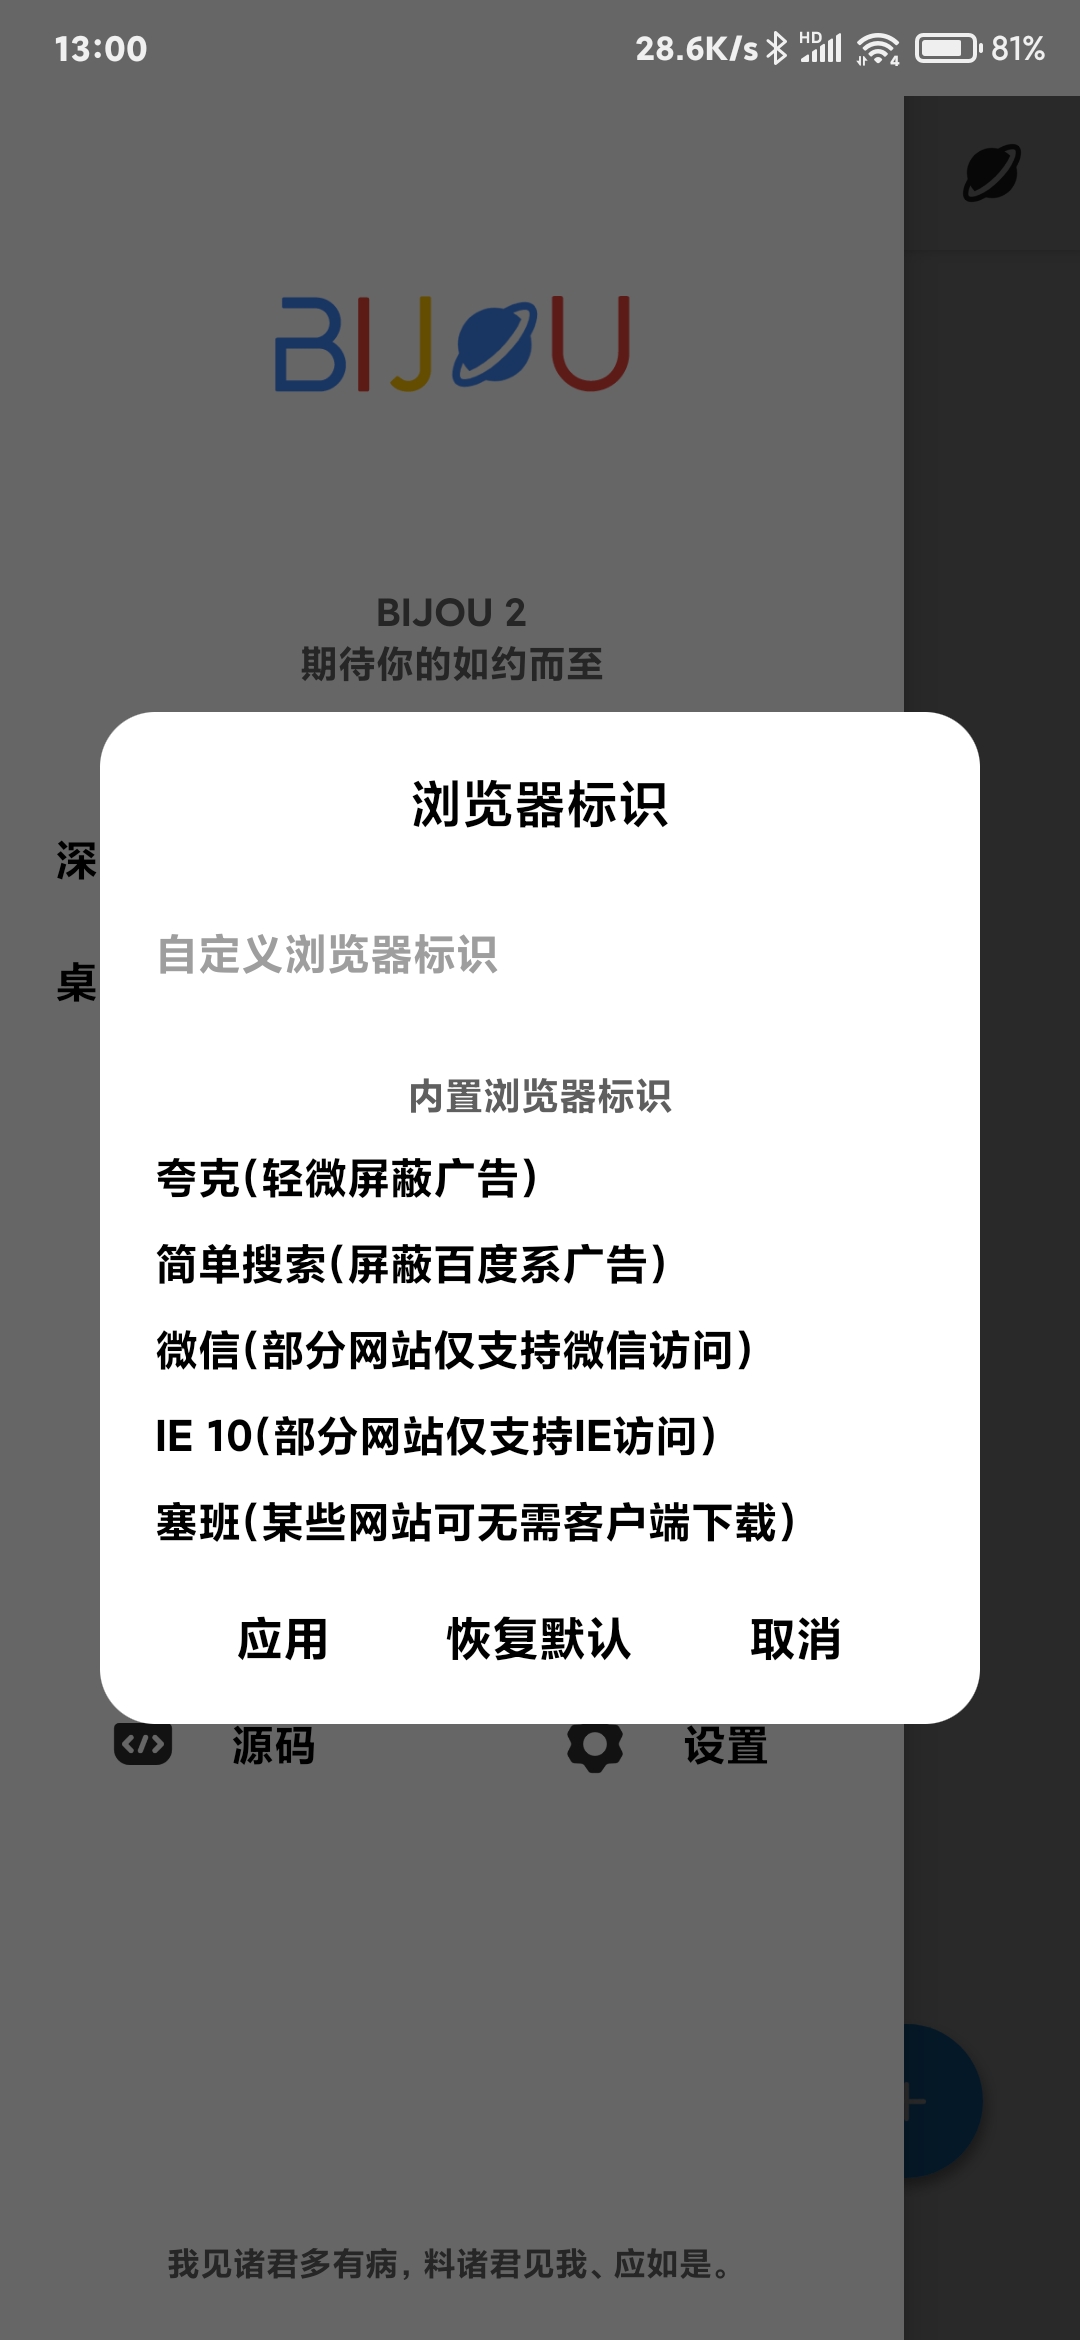 13:00
28.6K/s HD 4 81%
BIJOU
BIJOU 2
期待你的如约而至
浏览器标识
深
自定义浏览器标识
桌
内置浏览器标识
夸克(轻微屏蔽广告)
简单搜索(屏蔽百度系广告)
微信(部分网站仅支持微信访问)
IE 10(部分网站仅支持IE访问)
塞班(某些网站可无需客户端下载)
应用 恢复默认 取消
源码 设置
我见诸君多有病,料诸君见我、应如是。